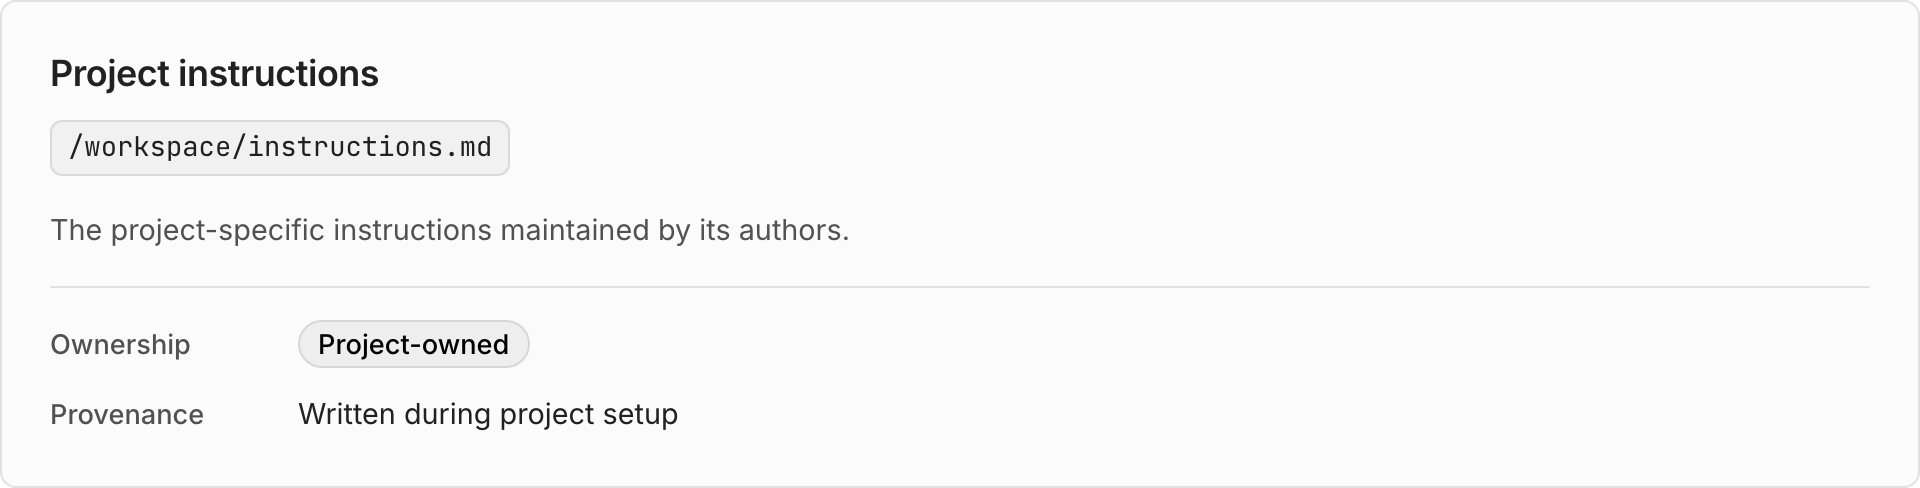 Project instructions
/workspace/instructions.md
The project-specific instructions maintained by its authors.
Ownership Project-owned
Provenance Written during project setup